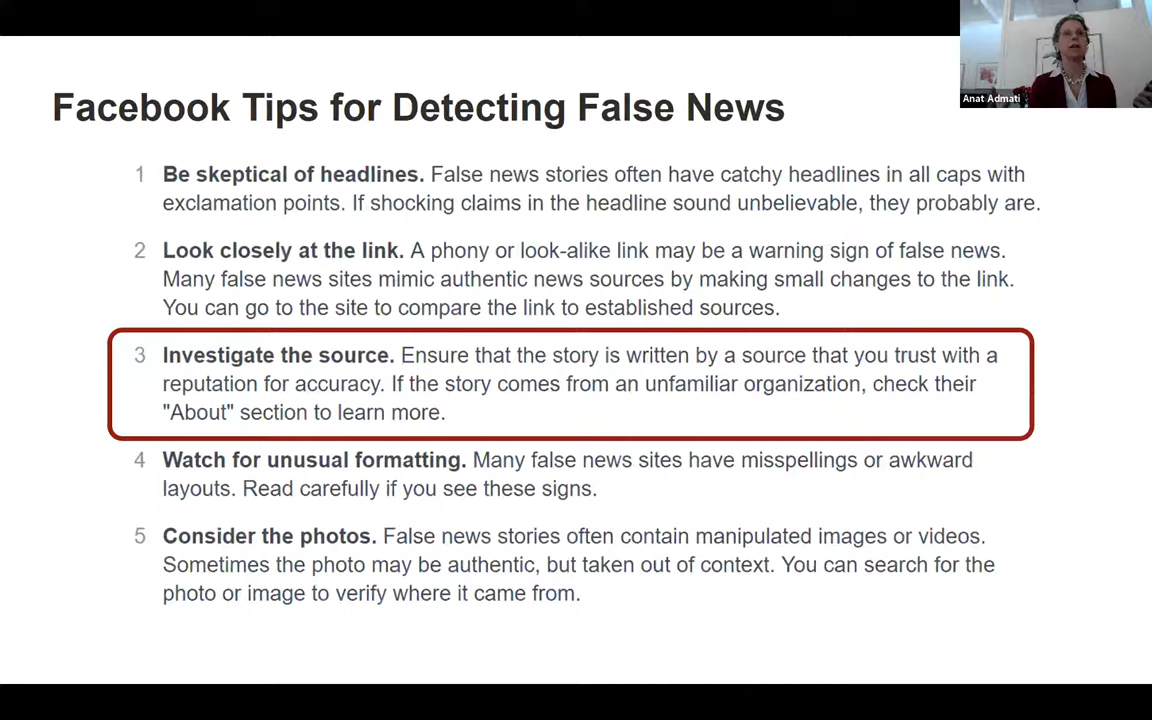 Facebook Tips for Detecting False News
Anat Admati
1 Be skeptical of headlines. False news stories often have catchy headlines in all caps with
exclamation points. If shocking claims in the headline sound unbelievable, they probably are.
2 Look closely at the link. A phony or look-alike link may be a warning sign of false news.
Many false news sites mimic authentic news sources by making small changes to the link.
You can go to the site to compare the link to established sources.
3 Investigate the source. Ensure that the story is written by a source that you trust with a
reputation for accuracy. If the story comes from an unfamiliar organization, check their
"About" section to learn more.
4 Watch for unusual formatting. Many false news sites have misspellings or awkward
layouts. Read carefully if you see these signs.
5 Consider the photos. False news stories often contain manipulated images or videos.
Sometimes the photo may be authentic, but taken out of context. You can search for the
photo or image to verify where it came from.